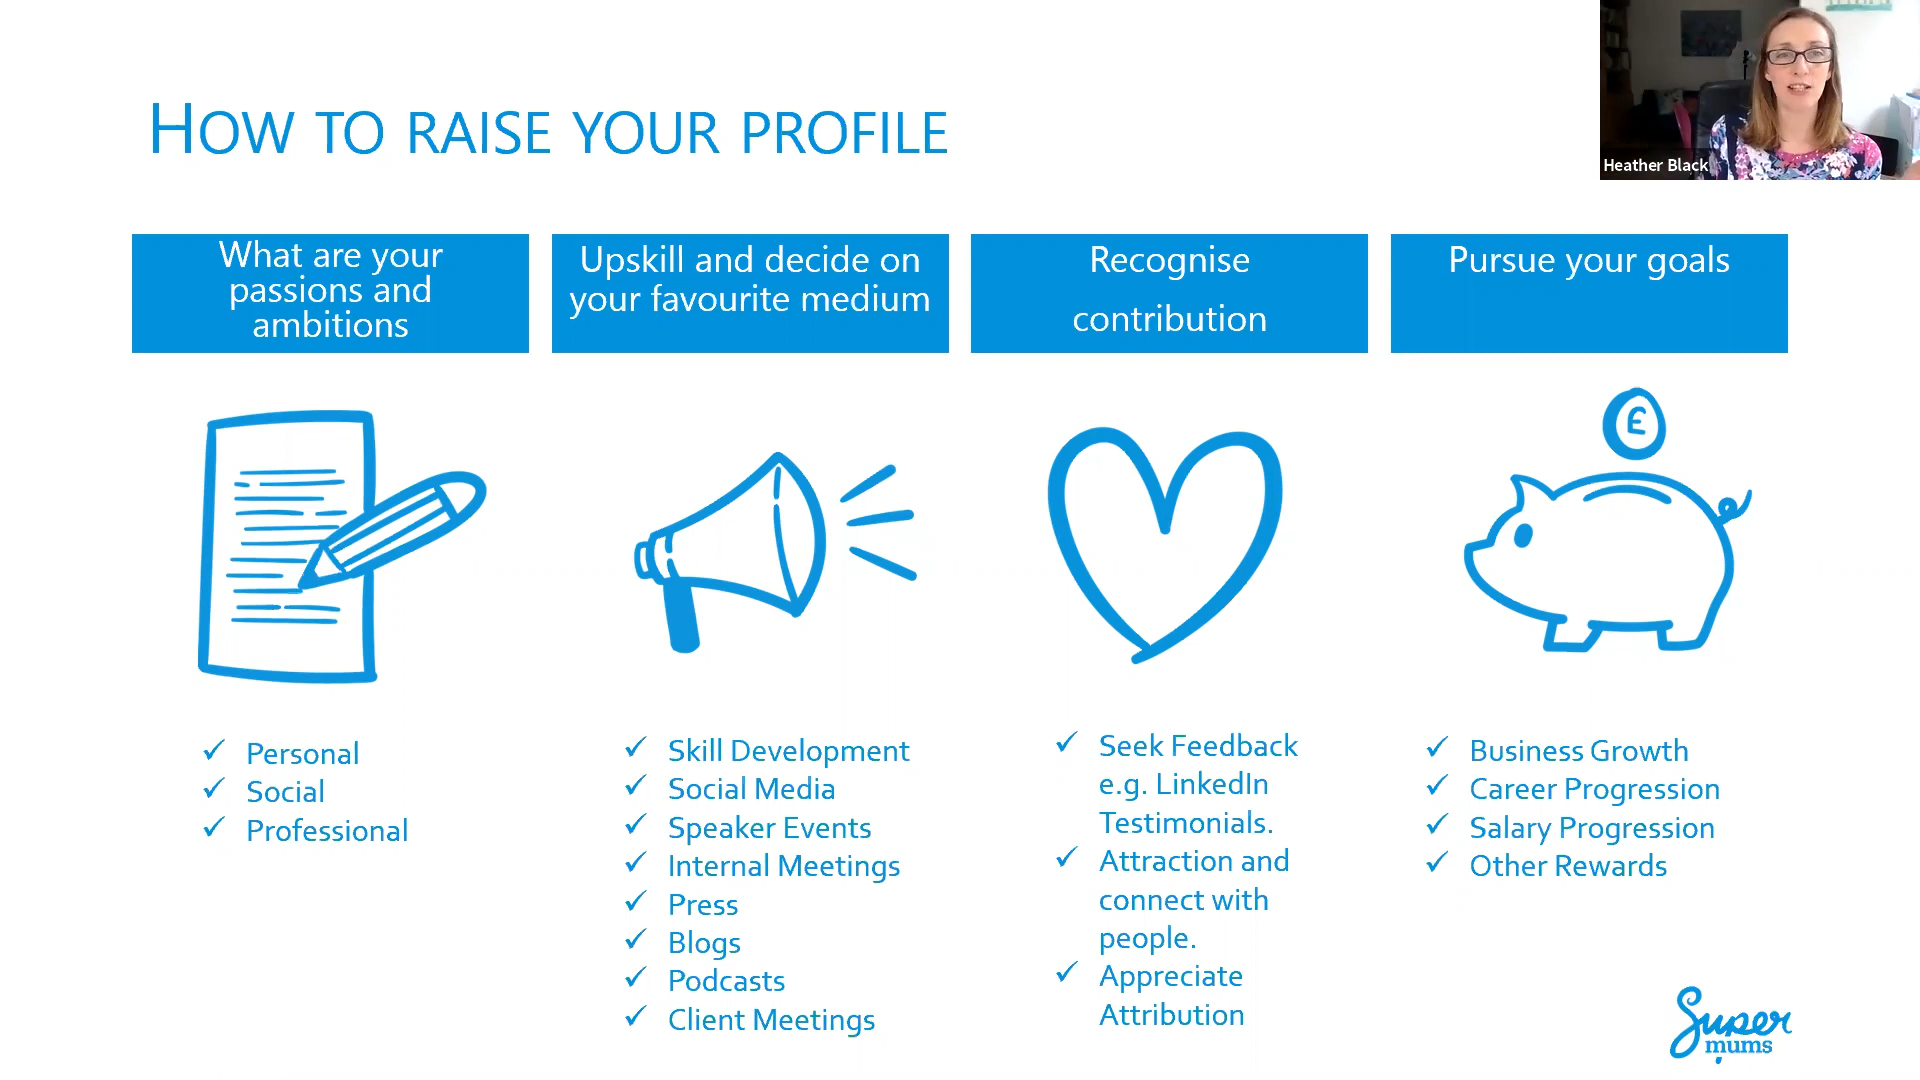 HOW TO RAISE YOUR PROFILE
Heather Black
What are your
passions and
ambitions
Upskill and decide on
your favourite medium
Recognise
contribution
Pursue your goals
£
✓ Personal
✓ Social
✓ Professional
✓ Skill Development
✓ Social Media
✓ Speaker Events
✓ Internal Meetings
✓ Press
✓ Blogs
✓ Podcasts
✓ Client Meetings
✓ Seek Feedback
e.g. LinkedIn
Testimonials.
✓ Attraction and
connect with
people.
✓ Appreciate
Attribution
✓ Business Growth
✓ Career Progression
✓ Salary Progression
✓ Other Rewards
Super
mums